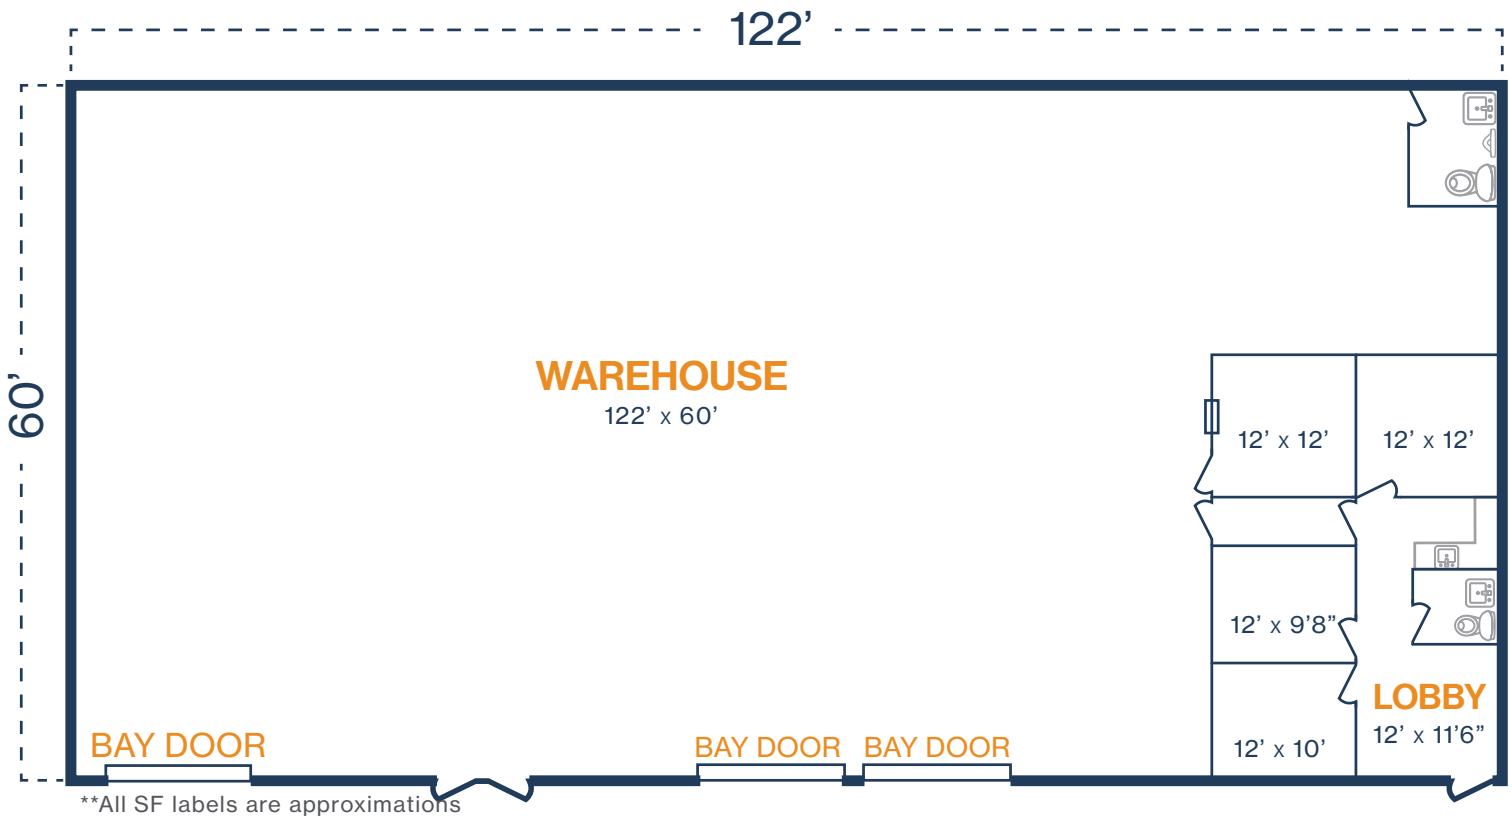 122’
60’
WAREHOUSE
122’ x 60’
12’ x 12’
12’ x 12’
12’ x 9’8”
LOBBY
12’ x 11’6”
12’ x 10’
BAY DOOR
BAY DOOR
BAY DOOR
**All SF labels are approximations